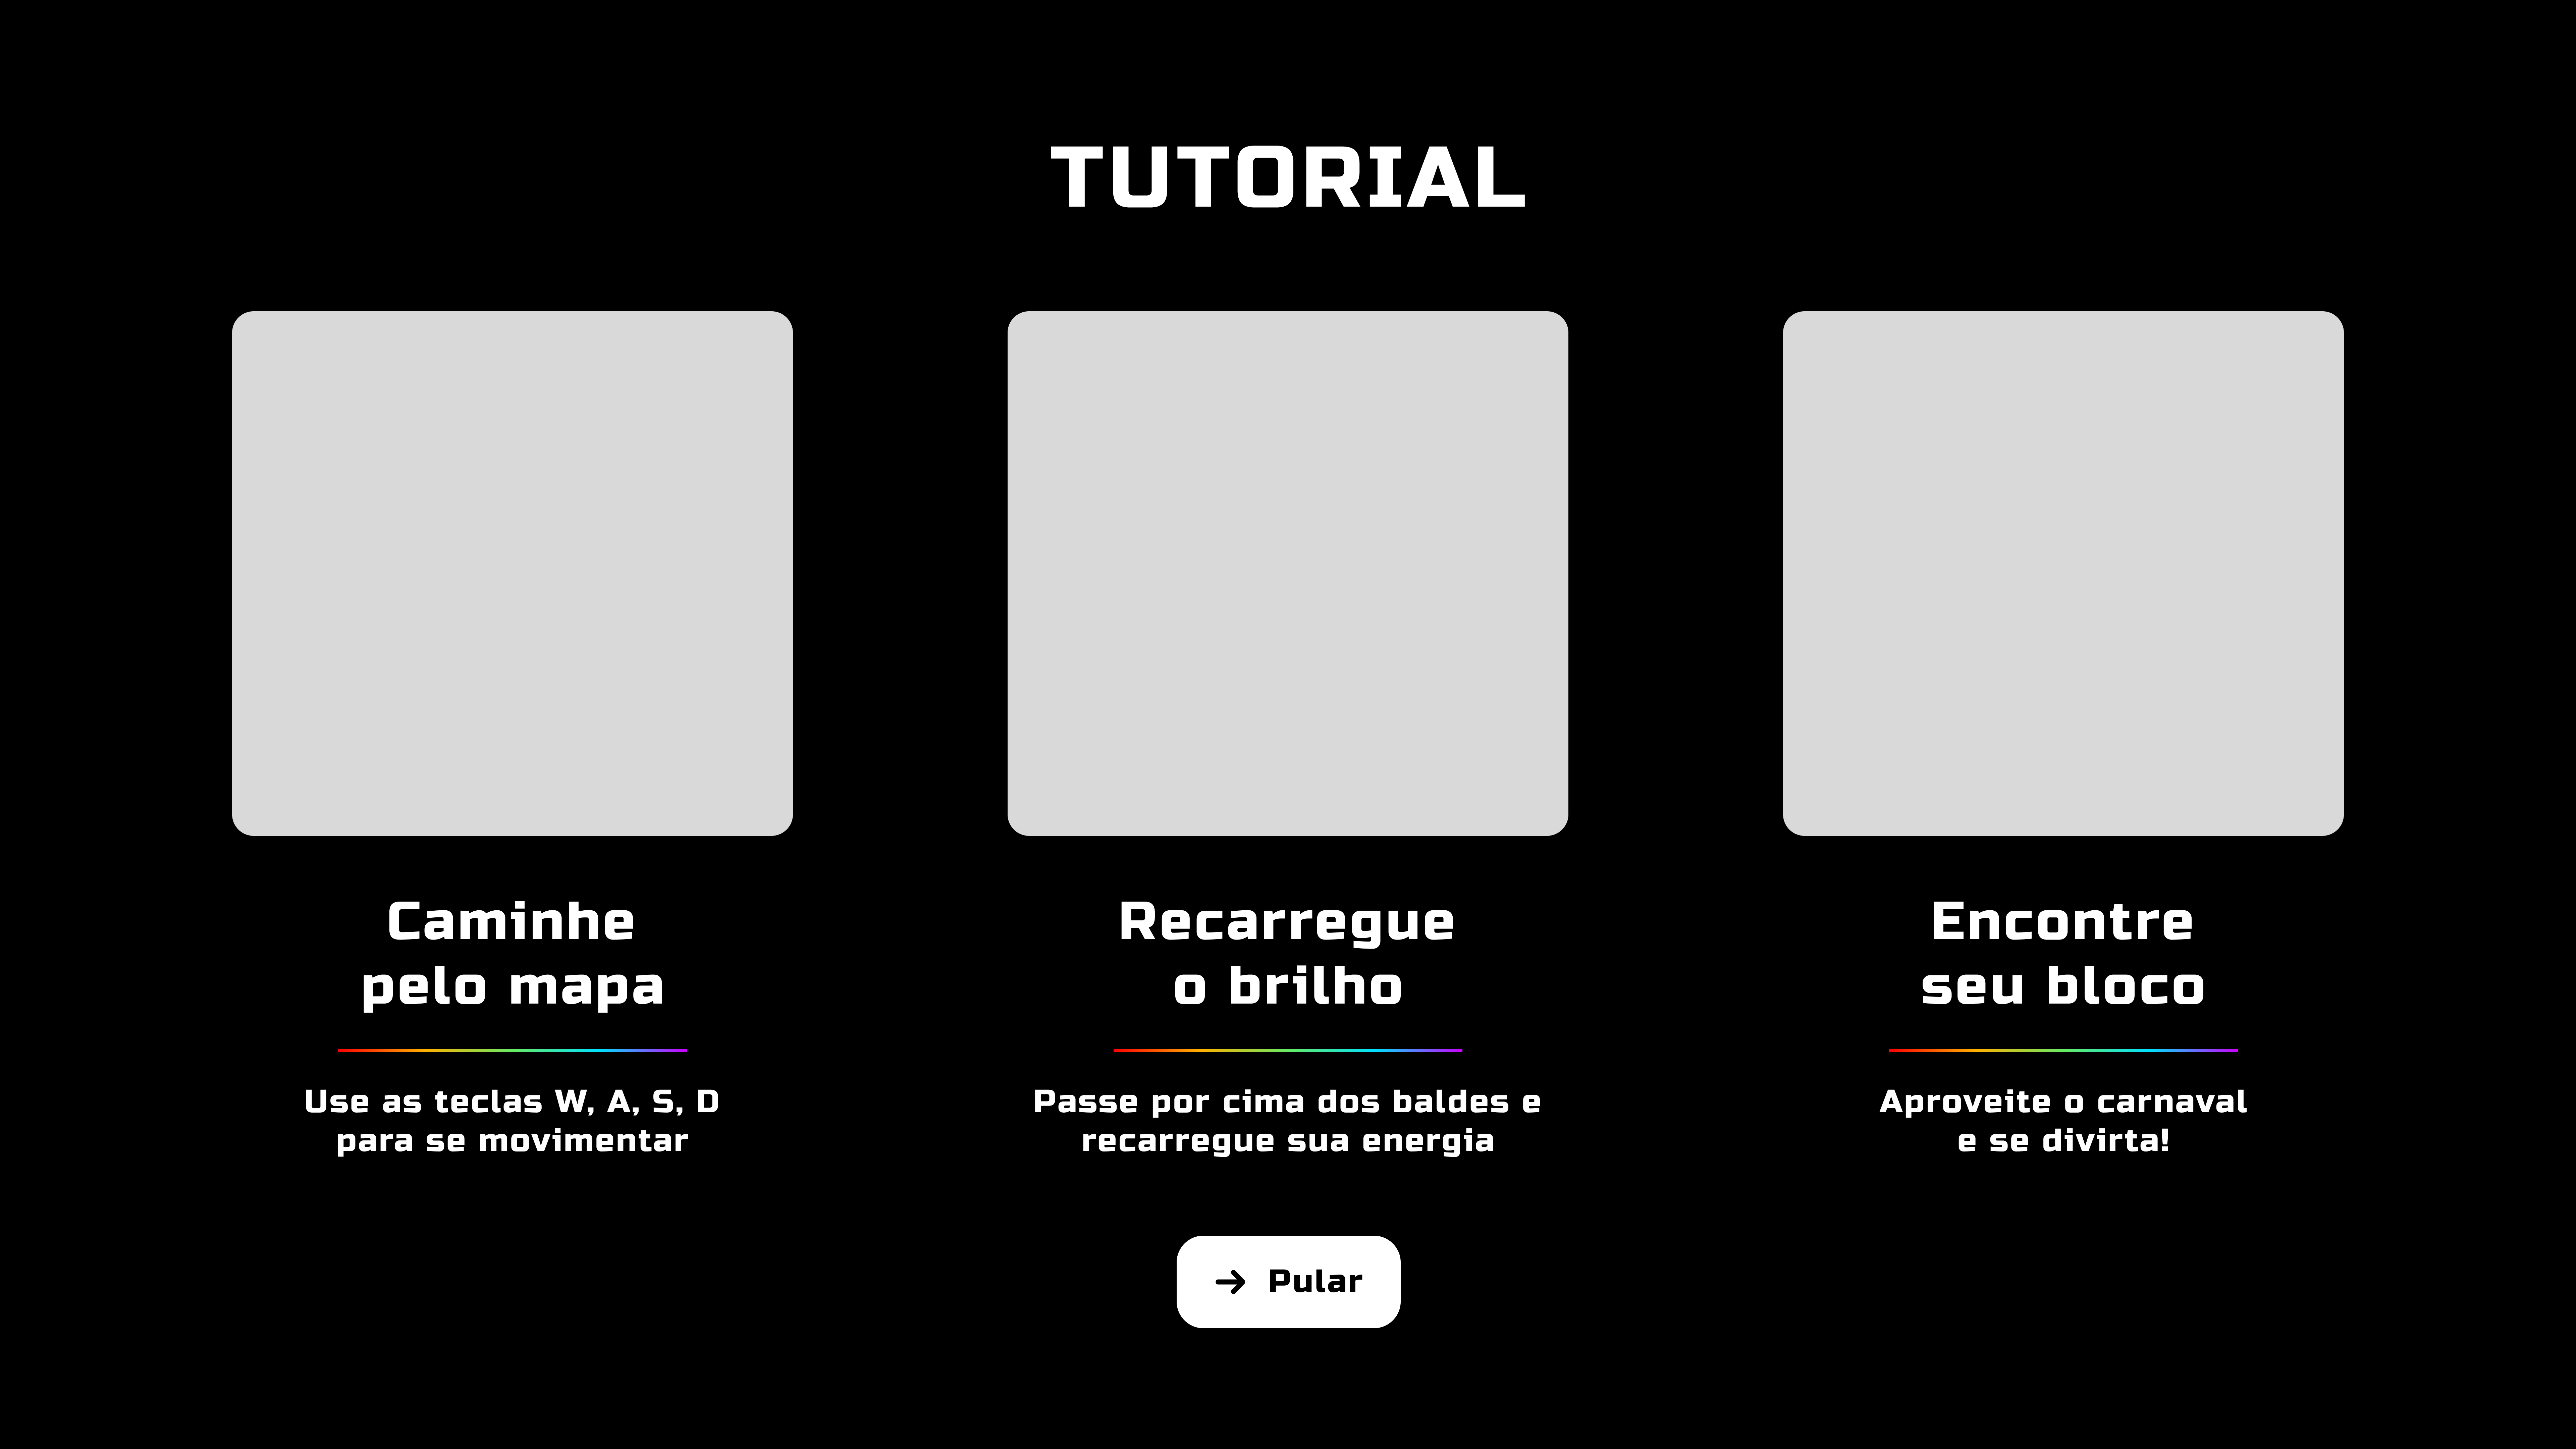 TUTORIAL
Caminhe
pelo mapa
Use as teclas W, A, S, D
para se movimentar
Recarregue
o brilho
Passe por cima dos baldes e
recarregue sua energia
Encontre
seu bloco
Aproveite o carnaval
e se divirta!
Pular